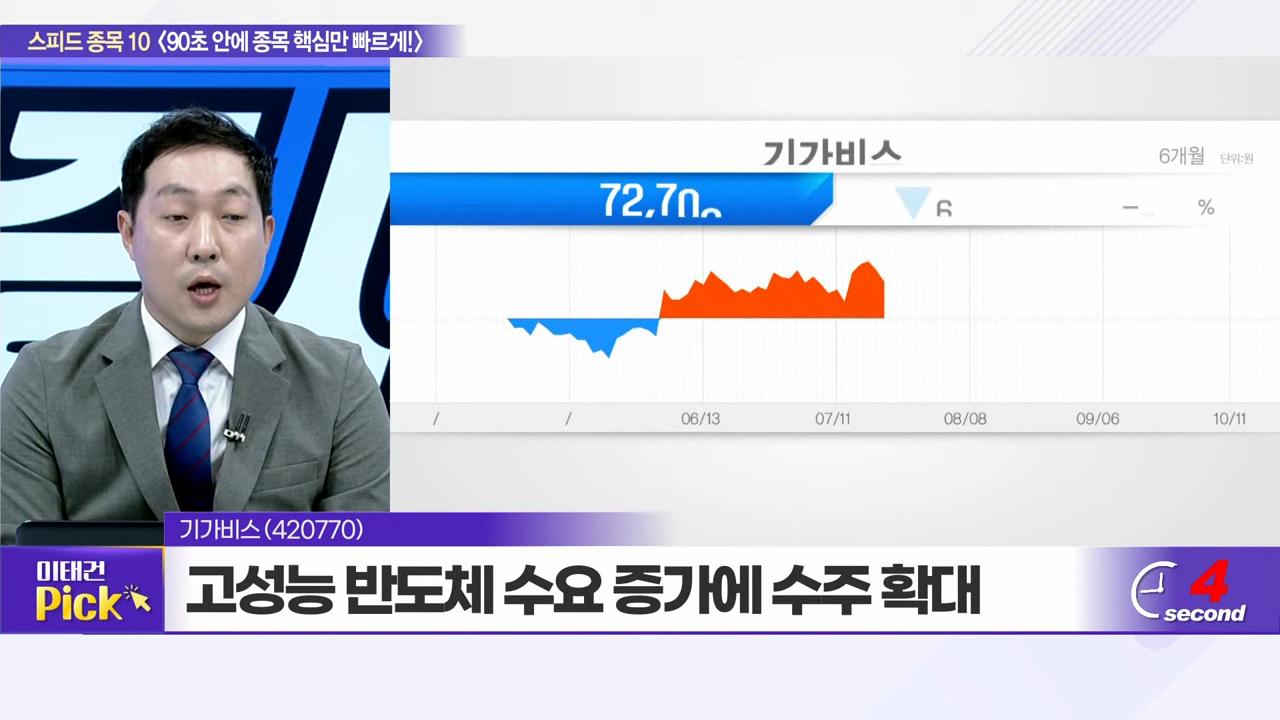 스피드 종목 10 〈90초 안에 종목 핵심만 빠르게!〉
기가비스
6개월 단위:원
72,70
%
/ / 06/13 07/11 08/08 09/06 10/11
기가비스 (420770)
이태건
Pick
고성능 반도체 수요 증가에 수주 확대
4
second